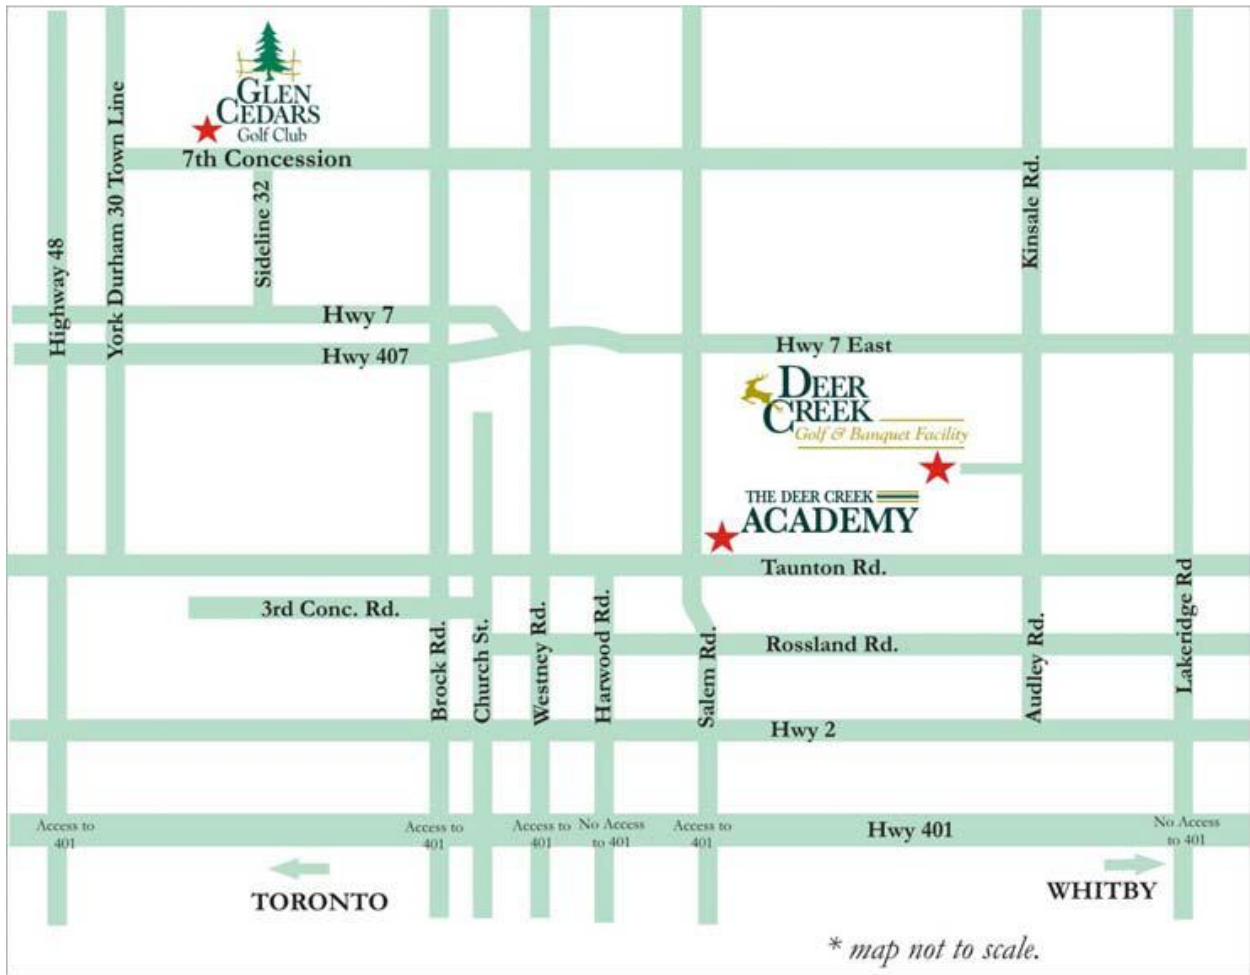 GLEN
CEDARS
Golf Club
7th Concession
York Durham 30 Town Line
Sideline 32
Kinsale Rd.
Highway 48
Hwy 7
Hwy 407
Hwy 7 East
DEER
CREEK
Golf & Banquet Facility
THE DEER CREEK
ACADEMY
Taunton Rd.
3rd Conc. Rd.
Brock Rd.
Church St.
Westney Rd.
Harwood Rd.
Salem Rd.
Rossland Rd.
Audley Rd.
Lakeridge Rd
Hwy 2
Access to
401
Access to
401
Access to
401
No Access
to 401
Access to
401
Hwy 401
No Access
to 401
TORONTO
WHITBY
* map not to scale.